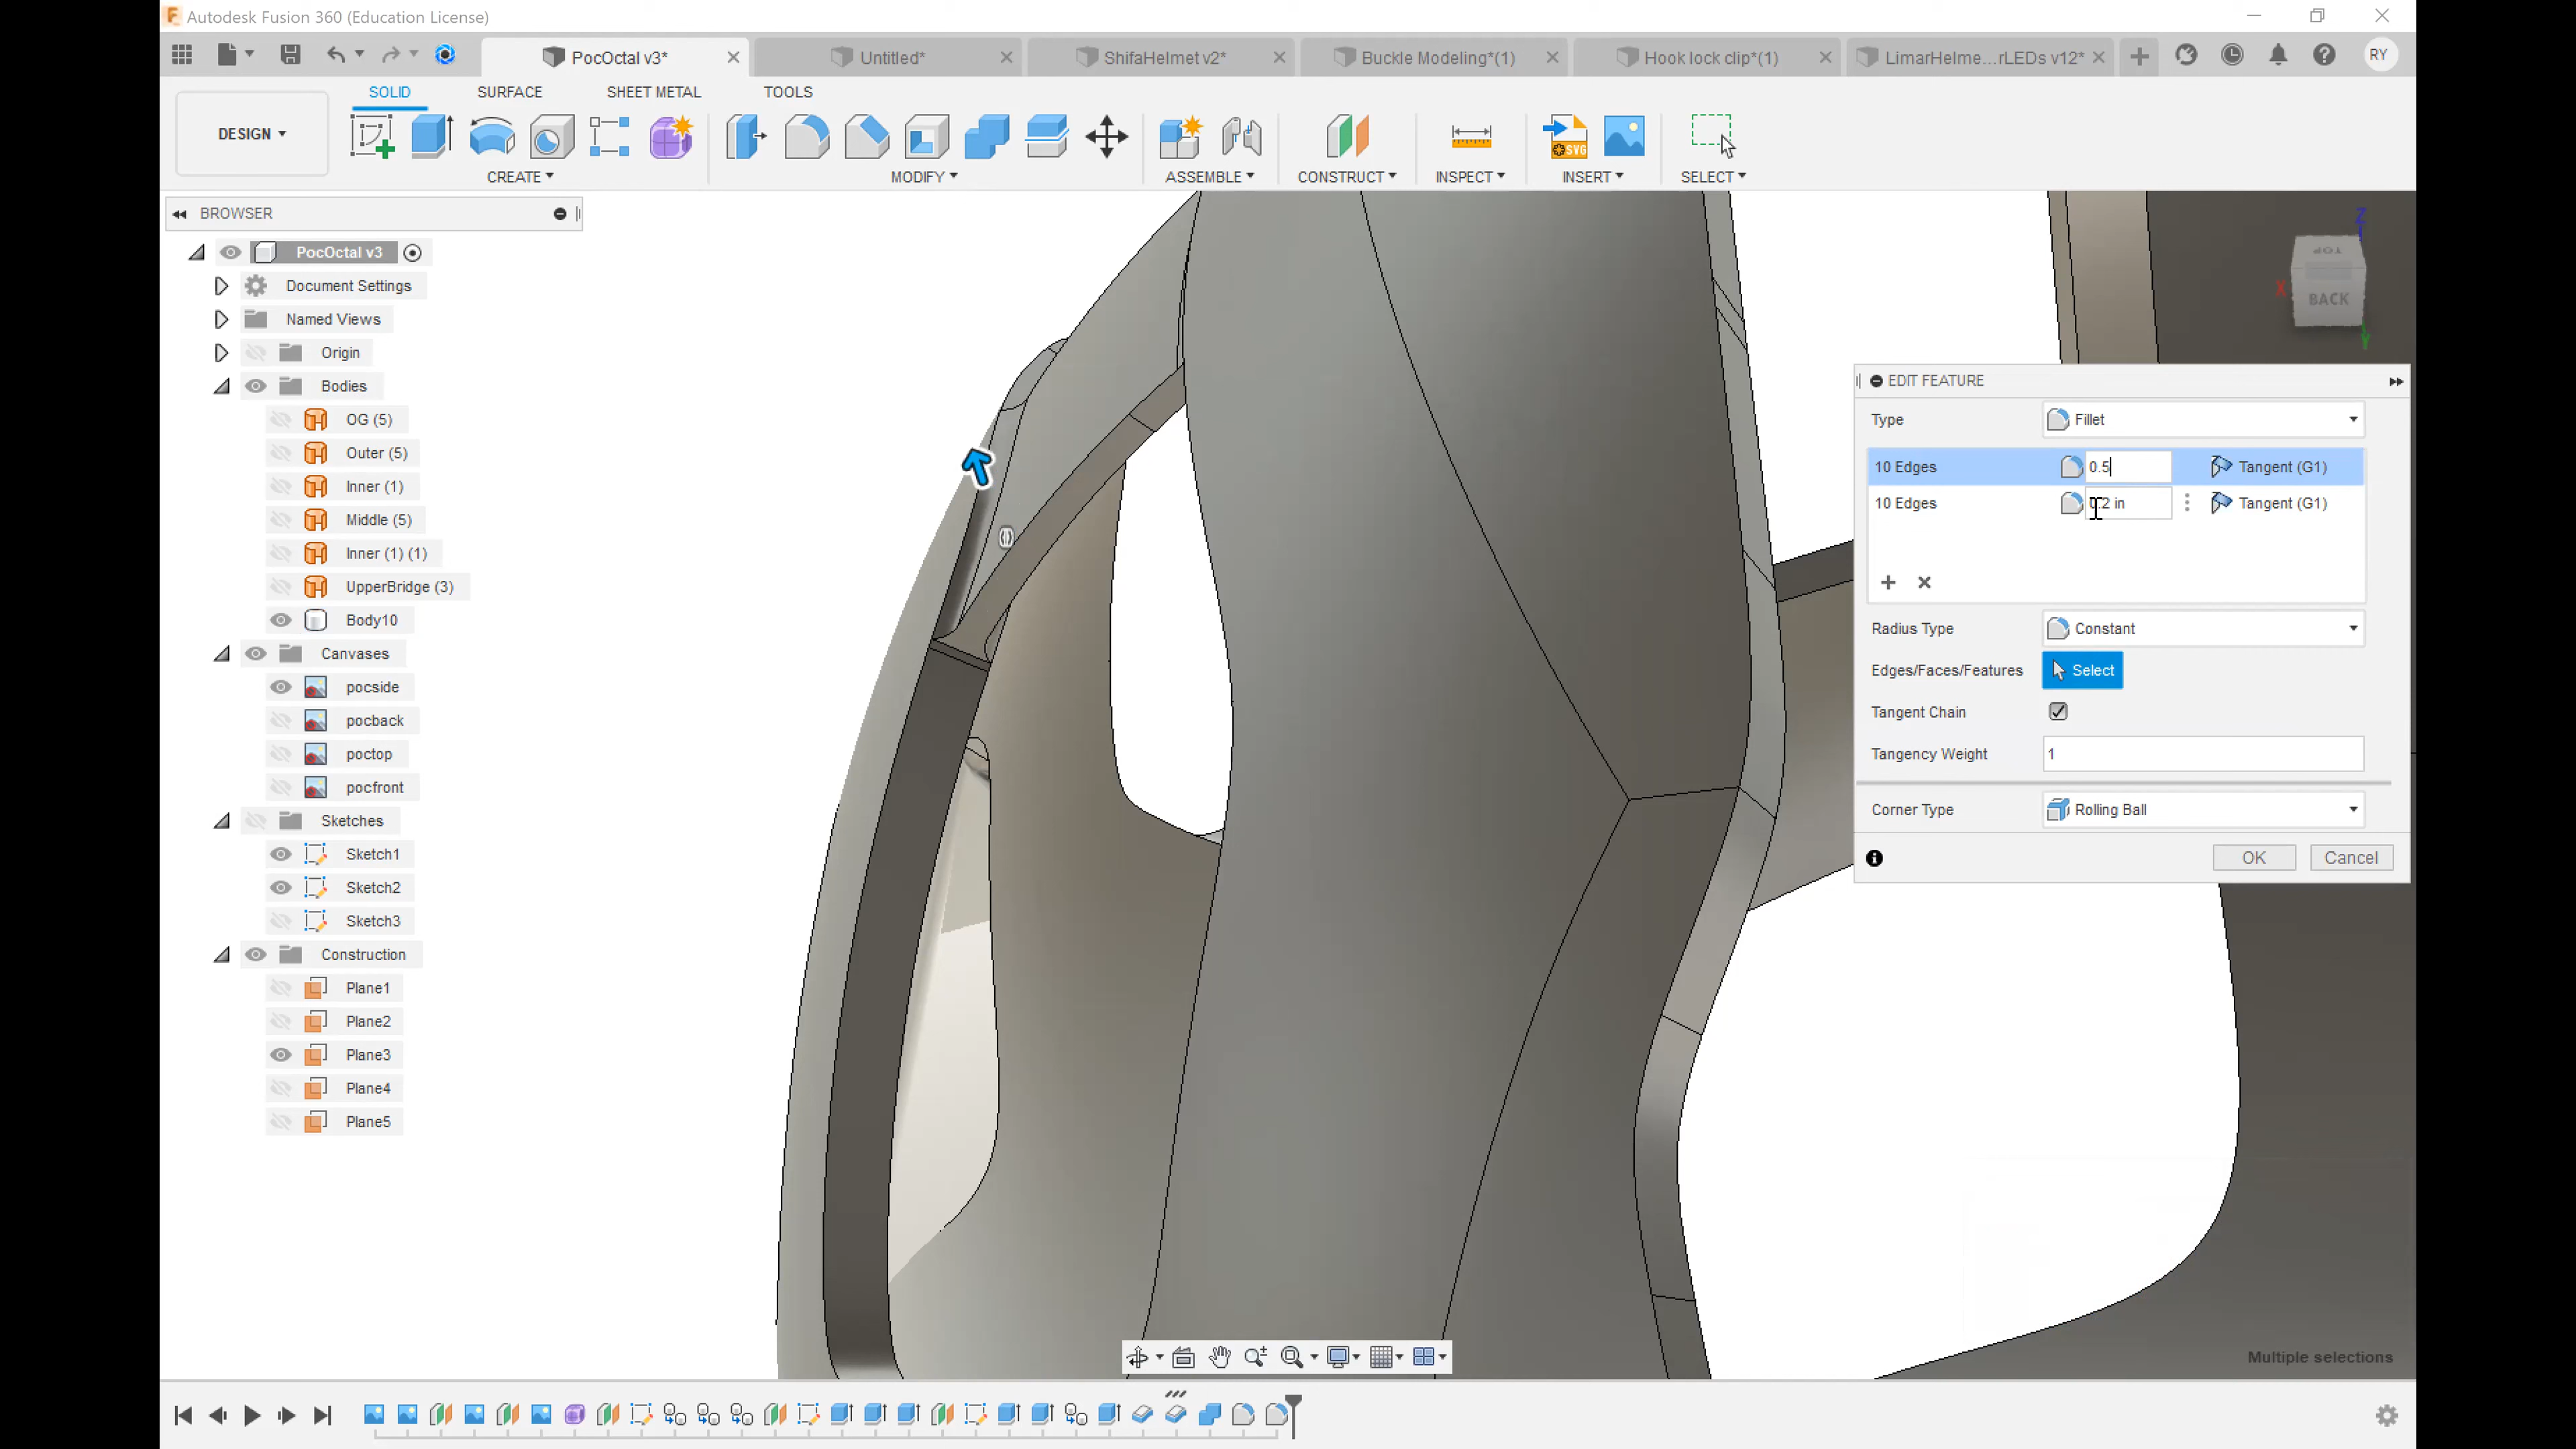 Autodesk Fusion 360 (Education License)
PocOctal v3*
Untitled*
ShifaHelmet v2*
Buckle Modeling*(1)
Hook lock clip*(1)
LimarHelme...rLEDs v12*
RY
SOLID
SURFACE
SHEET METAL
TOOLS
DESIGN
SVG
CREATE
MODIFY
ASSEMBLE
CONSTRUCT
INSPECT
INSERT
SELECT
BROWSER
PocOctal v3
Document Settings
Named Views
Origin
Bodies
OG (5)
Outer (5)
Inner (1)
Middle (5)
Inner (1) (1)
UpperBridge (3)
Body10
Canvases
pocside
pocback
poctop
pocfront
Sketches
Sketch1
Sketch2
Sketch3
Construction
Plane1
Plane2
Plane3
Plane4
Plane5
Z
TOP
X
BACK
Y
EDIT FEATURE
Type
Fillet
10 Edges
0.5
Tangent (G1)
10 Edges
0.2 in
Tangent (G1)
Radius Type
Constant
Edges/Faces/Features
Select
Tangent Chain
Tangency Weight
1
Corner Type
Rolling Ball
OK
Cancel
Multiple selections